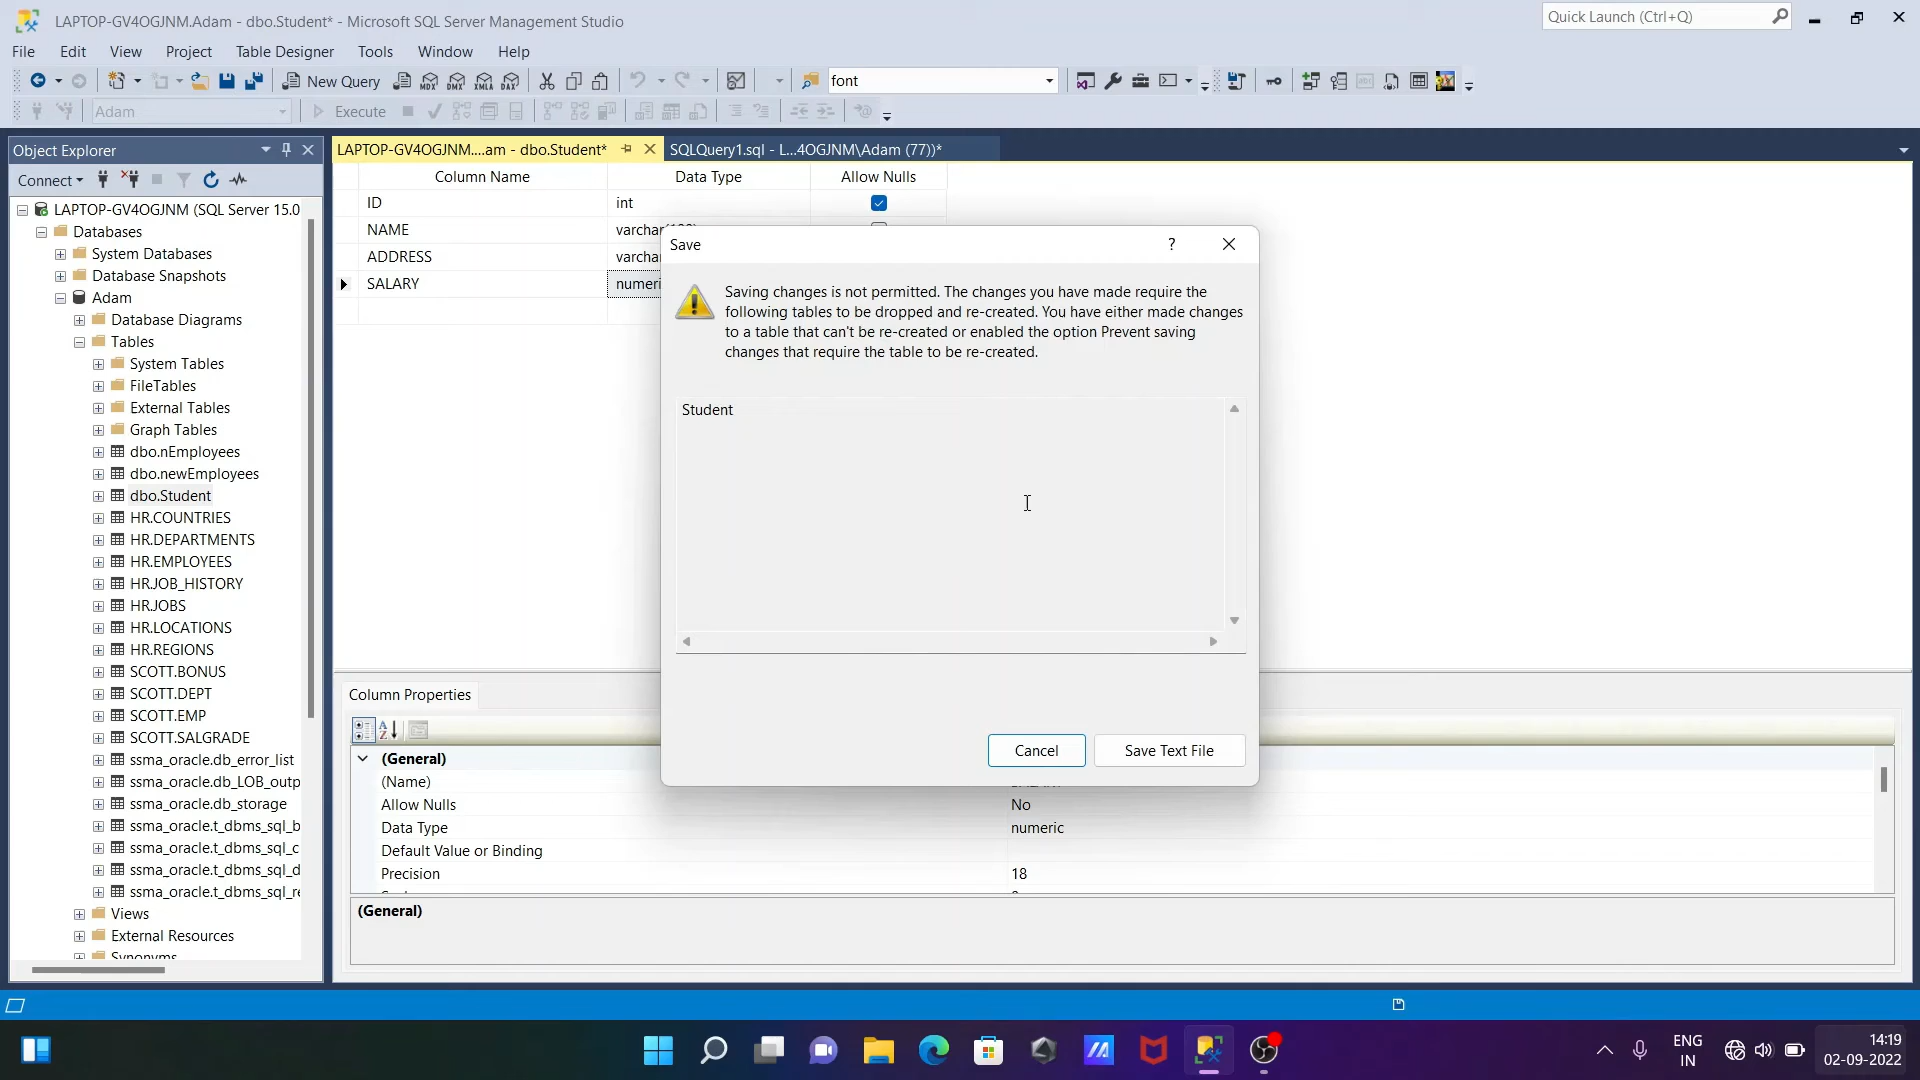 LAPTOP-GV4OGJNM.Adam - dbo.Student* - Microsoft SQL Server Management Studio
Quick Launch (Ctrl+Q)
File Edit View Project Table Designer Tools Window Help
New Query MDX DMX XMLA DAX font
Adam Execute
Object Explorer
LAPTOP-GV4OGJNM....am - dbo.Student* SQLQuery1.sql - L...4OGJNM\Adam (77))*
Connect
Column Name Data Type Allow Nulls
LAPTOP-GV4OGJNM (SQL Server 15.0
Databases
System Databases
Database Snapshots
Adam
Database Diagrams
Tables
System Tables
FileTables
External Tables
Graph Tables
dbo.nEmployees
dbo.newEmployees
dbo.Student
HR.COUNTRIES
HR.DEPARTMENTS
HR.EMPLOYEES
HR.JOB_HISTORY
HR.JOBS
HR.LOCATIONS
HR.REGIONS
SCOTT.BONUS
SCOTT.DEPT
SCOTT.EMP
SCOTT.SALGRADE
ssma_oracle.db_error_list
ssma_oracle.db_LOB_outp
ssma_oracle.db_storage
ssma_oracle.t_dbms_sql_b
ssma_oracle.t_dbms_sql_c
ssma_oracle.t_dbms_sql_d
ssma_oracle.t_dbms_sql_re
Views
External Resources
Synonyms
ID int
NAME
ADDRESS varchar
SALARY numeri
Save ?
Saving changes is not permitted. The changes you have made require the
following tables to be dropped and re-created. You have either made changes
to a table that can't be re-created or enabled the option Prevent saving
changes that require the table to be re-created.
Student
Cancel Save Text File
Column Properties
(General)
(Name)
Allow Nulls No
Data Type numeric
Default Value or Binding
Precision 18
(General)
ENG
IN
14:19
02-09-2022